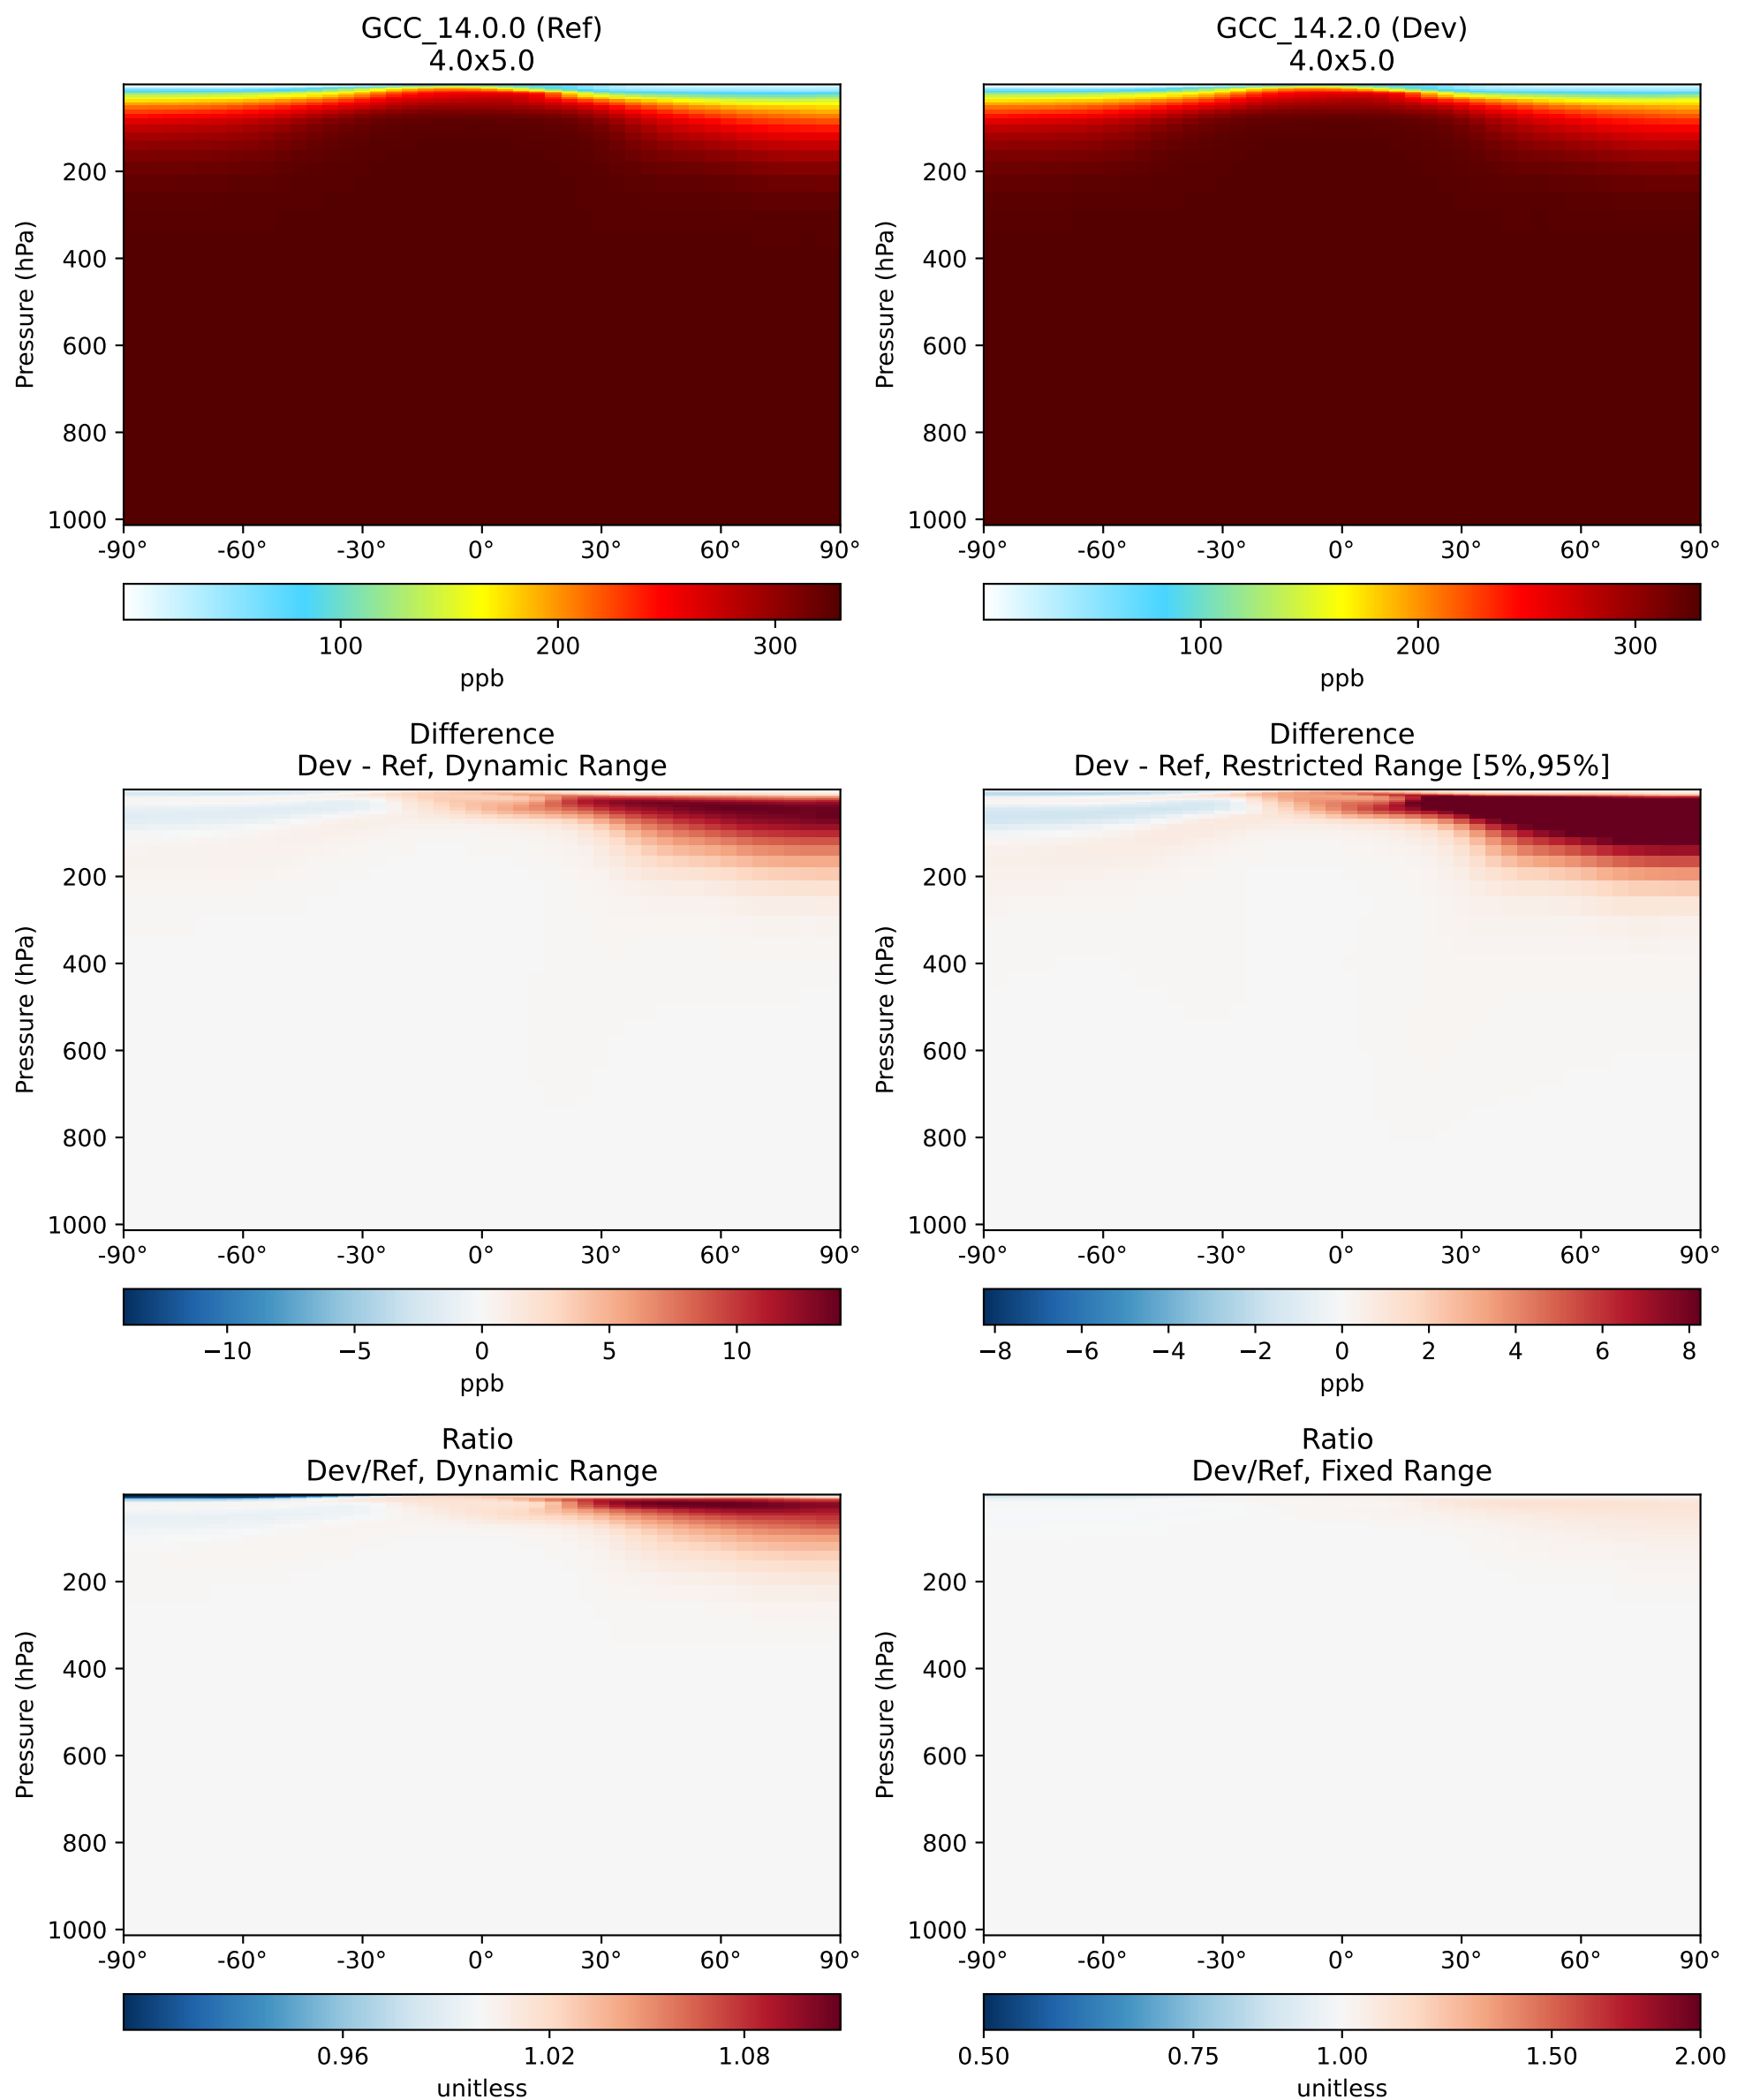 GCC_14.0.0 (Ref)
4.0x5.0
Pressure (hPa)
200
400
600
800
1000
-90° -60° -30° 0° 30° 60° 90°
100 200 300
ppb
GCC_14.2.0 (Dev)
4.0x5.0
Pressure (hPa)
200
400
600
800
1000
-90° -60° -30° 0° 30° 60° 90°
100 200 300
ppb
Difference
Dev - Ref, Dynamic Range
Pressure (hPa)
200
400
600
800
1000
-90° -60° -30° 0° 30° 60° 90°
−10 −5 0 5 10
ppb
Difference
Dev - Ref, Restricted Range [5%,95%]
Pressure (hPa)
200
400
600
800
1000
-90° -60° -30° 0° 30° 60° 90°
−8 −6 −4 −2 0 2 4 6 8
ppb
Ratio
Dev/Ref, Dynamic Range
Pressure (hPa)
200
400
600
800
1000
-90° -60° -30° 0° 30° 60° 90°
0.96 1.02 1.08
unitless
Ratio
Dev/Ref, Fixed Range
Pressure (hPa)
200
400
600
800
1000
-90° -60° -30° 0° 30° 60° 90°
0.50 0.75 1.00 1.50 2.00
unitless